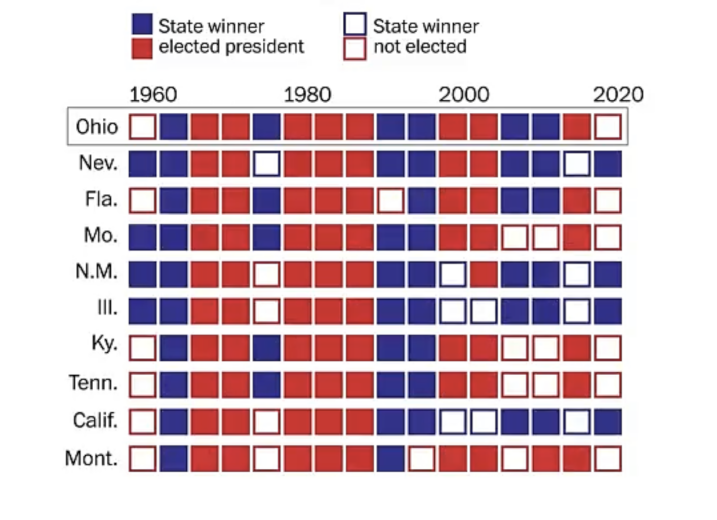 State winner
elected president
State winner
not elected
1960 1980 2000 2020
Ohio
Nev.
Fla.
Mo.
N.M.
Ill.
Ky.
Tenn.
Calif.
Mont.